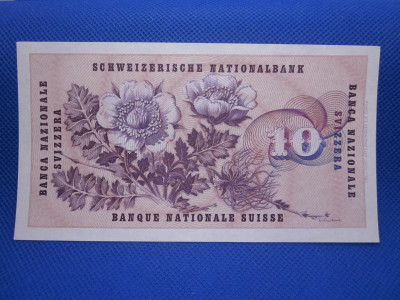 SCHWEIZERISCHE NATIONALBANK
BANCA NAZIONALE
SVIZZERA
10
BANCA NAZIONALE
SVIZZERA
BANQUE NATIONALE SUISSE